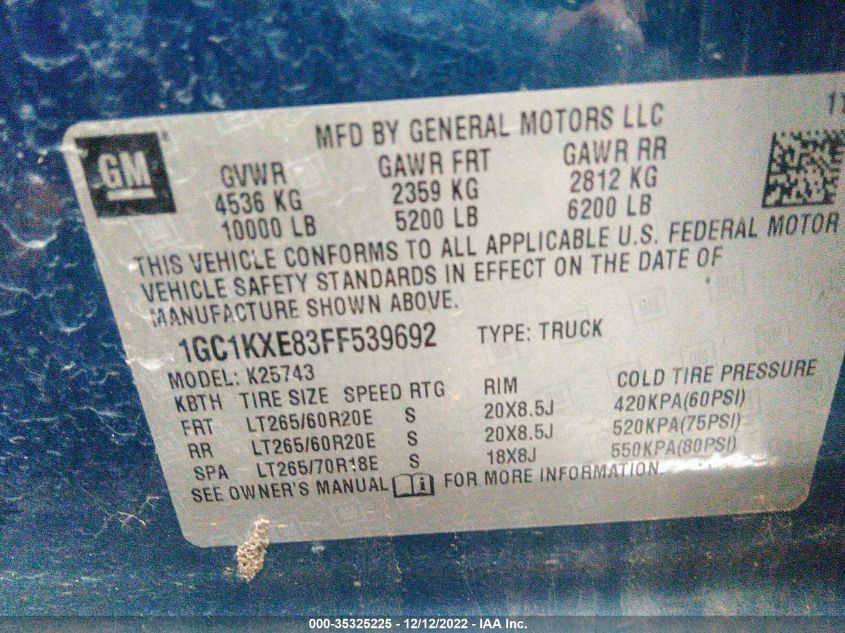 MFD BY GENERAL MOTORS LLC
GM
GVWR GAWR FRT GAWR RR
4536 KG 2359 KG 2812 KG
10000 LB 5200 LB 6200 LB
THIS VEHICLE CONFORMS TO ALL APPLICABLE U.S. FEDERAL MOTOR
VEHICLE SAFETY STANDARDS IN EFFECT ON THE DATE OF
MANUFACTURE SHOWN ABOVE.
1GC1KXE83FF539692 TYPE: TRUCK
MODEL: K25743
KBTH TIRE SIZE SPEED RTG RIM COLD TIRE PRESSURE
FRT LT265/60R20E S 20X8.5J 420KPA(60PSI)
RR LT265/60R20E S 20X8.5J 520KPA(75PSI)
SPA LT265/70R18E S 18X8J 550KPA(80PSI)
SEE OWNER'S MANUAL FOR MORE INFORMATION.
000-35325225 - 12/12/2022 - IAA Inc.